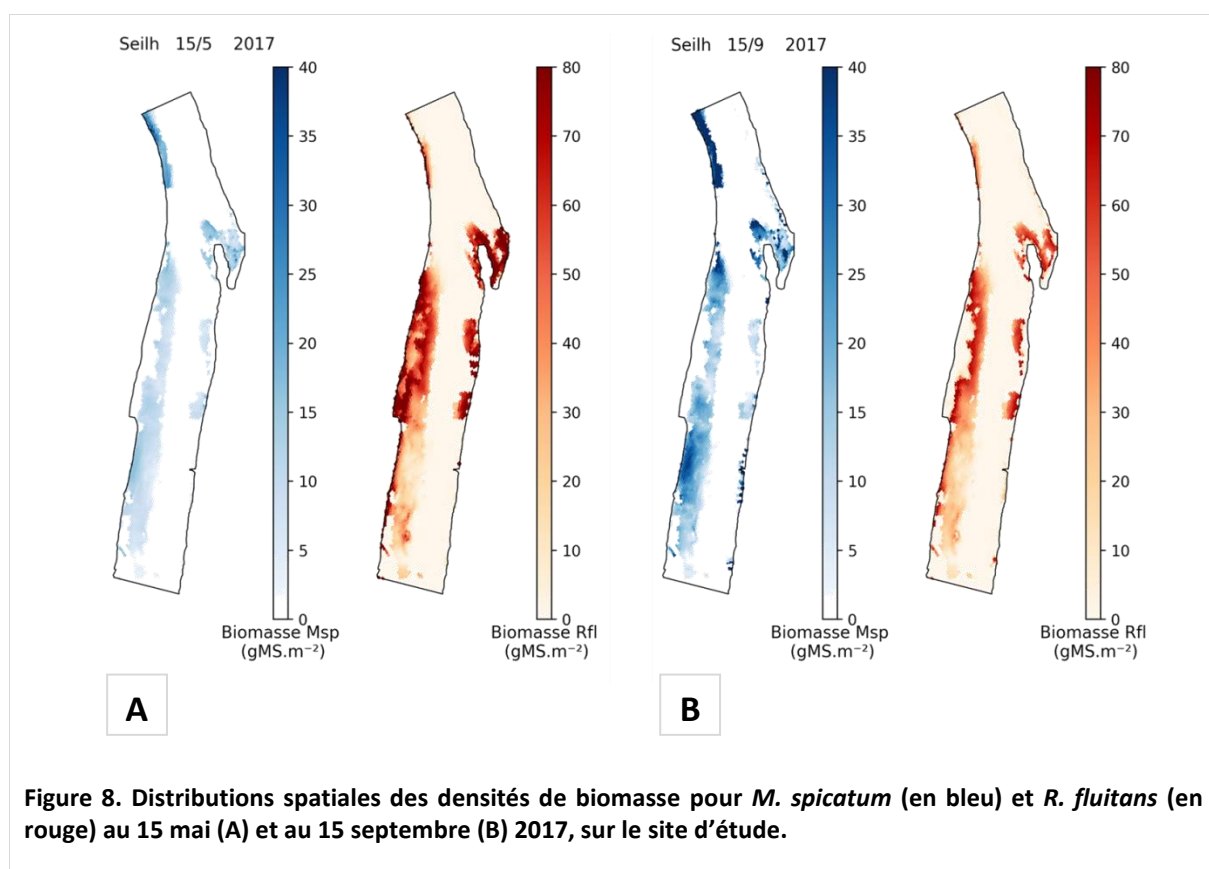 Seilh 15/5 2017
40
35
30
25
20
15
10
5
0
Biomasse Msp
(gMS.m⁻²)
80
70
60
50
40
30
20
10
0
Biomasse Rfl
(gMS.m⁻²)
A
Seilh 15/9 2017
40
35
30
25
20
15
10
5
0
Biomasse Msp
(gMS.m⁻²)
80
70
60
50
40
30
20
10
0
Biomasse Rfl
(gMS.m⁻²)
B
Figure 8. Distributions spatiales des densités de biomasse pour M. spicatum (en bleu) et R. fluitans (en
rouge) au 15 mai (A) et au 15 septembre (B) 2017, sur le site d’étude.